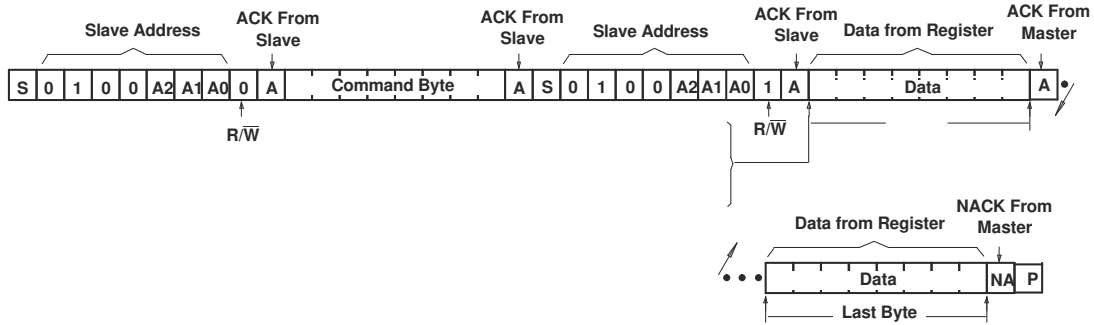 ACK From Slave
Slave Address
ACK From Slave
Slave Address
ACK From Slave
Data from Register
ACK From Master
S 0 1 0 0 A2 A1 A0 0 A Command Byte A S 0 1 0 0 A2 A1 A0 1 A Data A
R/W̅
R/W̅
Data from Register
NACK From Master
Data NA P
Last Byte